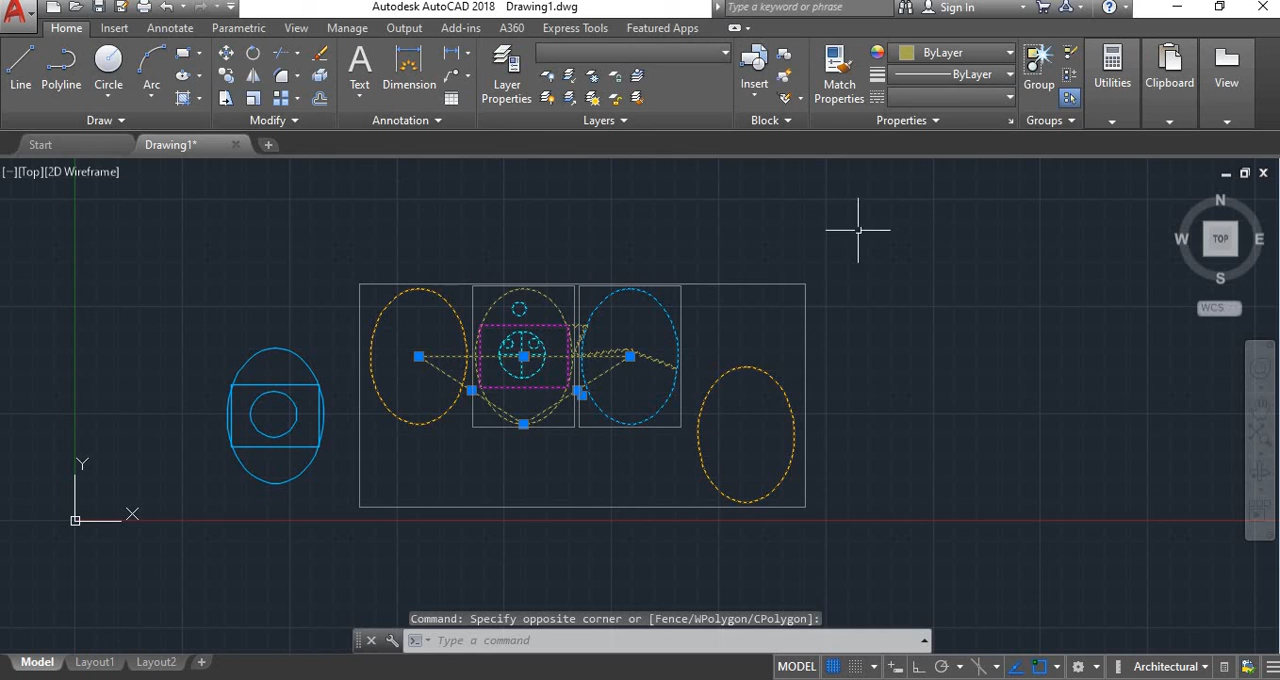 Autodesk AutoCAD 2018 Drawing1.dwg
Type a keyword or phrase
Sign In
Home Insert Annotate Parametric View Manage Output Add-ins A360 Express Tools Featured Apps
Line Polyline Circle Arc
Text Dimension
Layer Properties
Insert
Match Properties
ByLayer
ByLayer
Group
Utilities Clipboard View
Draw Modify Annotation Layers Block Properties Groups
Start Drawing1*
[−][Top][2D Wireframe]
N
W TOP E
S
WCS
Y
X
Command: Specify opposite corner or [Fence/WPolygon/CPolygon]:
Type a command
Model Layout1 Layout2
MODEL
Architectural